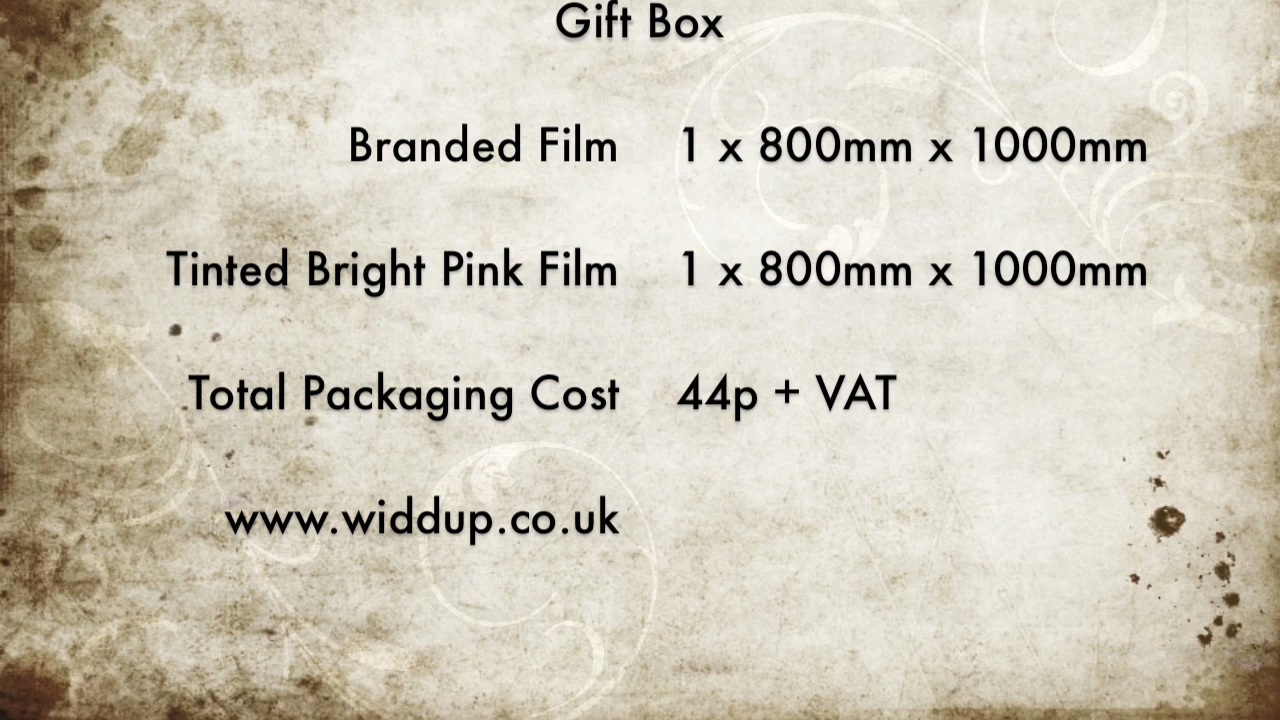 Gift Box
Branded Film 1 x 800mm x 1000mm
Tinted Bright Pink Film 1 x 800mm x 1000mm
Total Packaging Cost 44p + VAT
www.widdup.co.uk